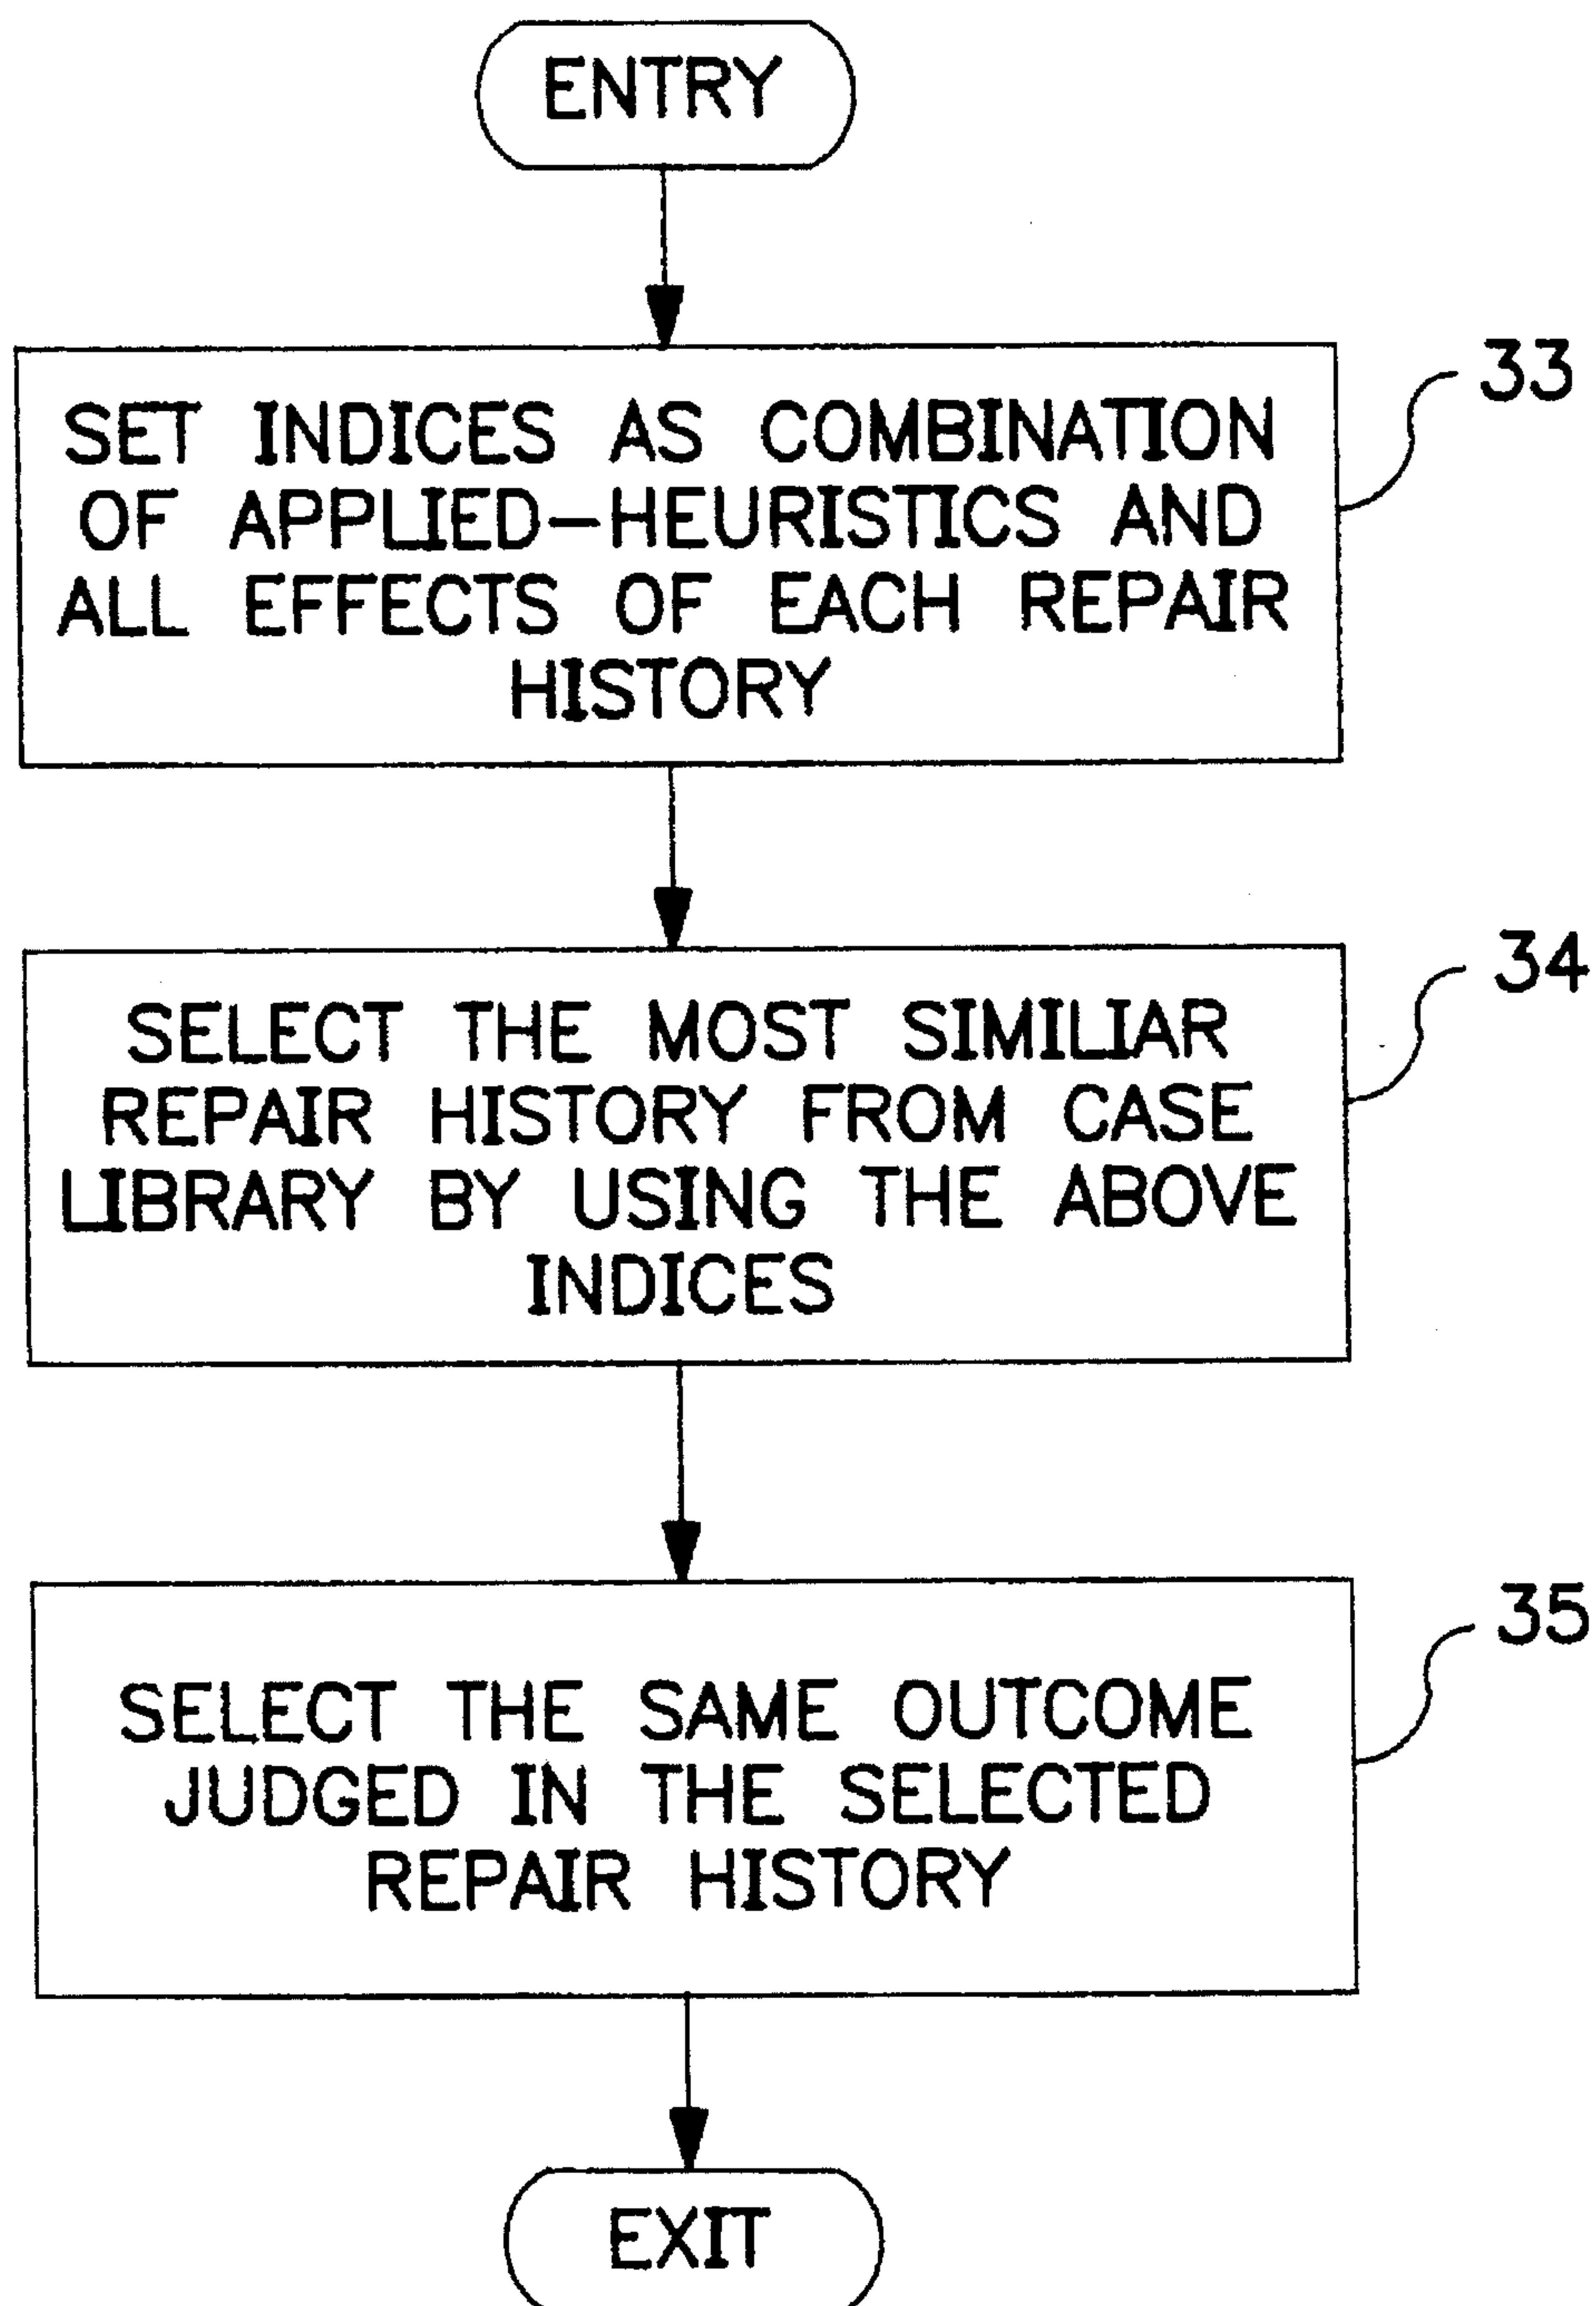 ENTRY
33
SET INDICES AS COMBINATION
OF APPLIED-HEURISTICS AND
ALL EFFECTS OF EACH REPAIR
HISTORY
34
SELECT THE MOST SIMILIAR
REPAIR HISTORY FROM CASE
LIBRARY BY USING THE ABOVE
INDICES
35
SELECT THE SAME OUTCOME
JUDGED IN THE SELECTED
REPAIR HISTORY
EXIT